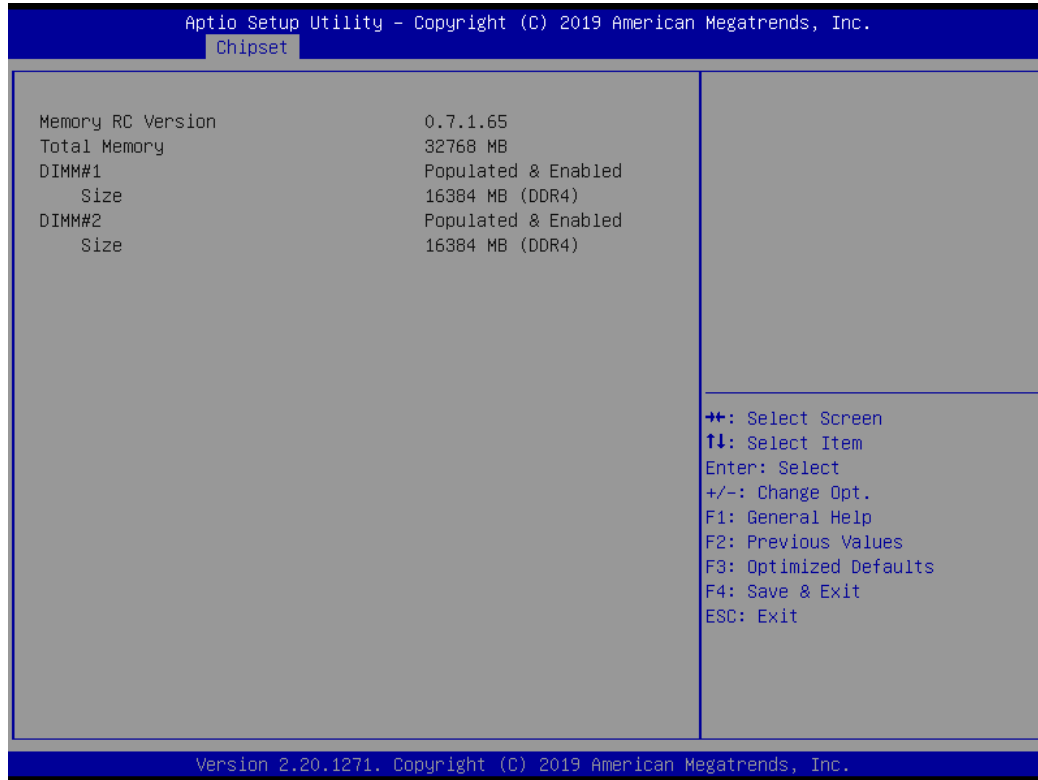 Aptio Setup Utility – Copyright (C) 2019 American Megatrends, Inc.
Chipset
Memory RC Version 0.7.1.65
Total Memory 32768 MB
DIMM#1 Populated & Enabled
Size 16384 MB (DDR4)
DIMM#2 Populated & Enabled
Size 16384 MB (DDR4)
→←: Select Screen
↑↓: Select Item
Enter: Select
+/-: Change Opt.
F1: General Help
F2: Previous Values
F3: Optimized Defaults
F4: Save & Exit
ESC: Exit
Version 2.20.1271. Copyright (C) 2019 American Megatrends, Inc.